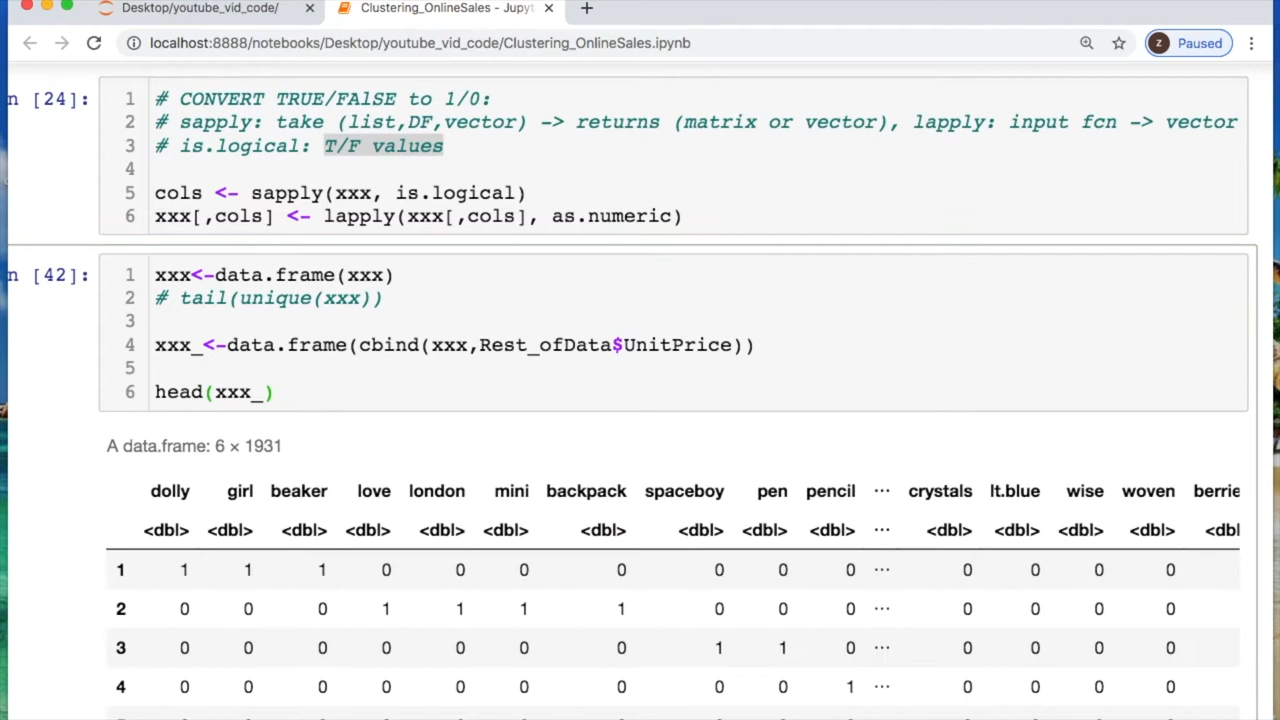 Desktop/youtube_vid_code/
Clustering_OnlineSales - Jupyt
localhost:8888/notebooks/Desktop/youtube_vid_code/Clustering_OnlineSales.ipynb
z Paused
n [24]:
1 # CONVERT TRUE/FAlSE to 1/0:
2 # sapply: take (list,DF,vector) -> returns (matrix or vector), lapply: input fcn -> vector
3 # is.logical: T/F values
4
5 cols <- sapply(xxx, is.logical)
6 xxx[,cols] <- lapply(xxx[,cols], as.numeric)
n [42]:
1 xxx<-data.frame(xxx)
2 # tail(unique(xxx))
3
4 xxx_<-data.frame(cbind(xxx,Rest_ofData$UnitPrice))
5
6 head(xxx_)
A data.frame: 6 × 1931
dolly girl beaker love london mini backpack spaceboy pen pencil ⋯ crystals lt.blue wise woven berrie
<dbl> <dbl> <dbl> <dbl> <dbl> <dbl> <dbl> <dbl> <dbl> <dbl> ⋯ <dbl> <dbl> <dbl> <dbl> <dbl
1 1 1 1 0 0 0 0 0 0 0 ⋯ 0 0 0 0
2 0 0 0 1 1 1 1 0 0 0 ⋯ 0 0 0 0
3 0 0 0 0 0 0 0 1 1 0 ⋯ 0 0 0 0
4 0 0 0 0 0 0 0 0 0 1 ⋯ 0 0 0 0